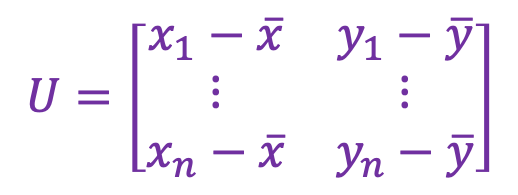 x₁ − x̄ y₁ − ȳ
U = ⋮ ⋮
xₙ − x̄ yₙ − ȳ